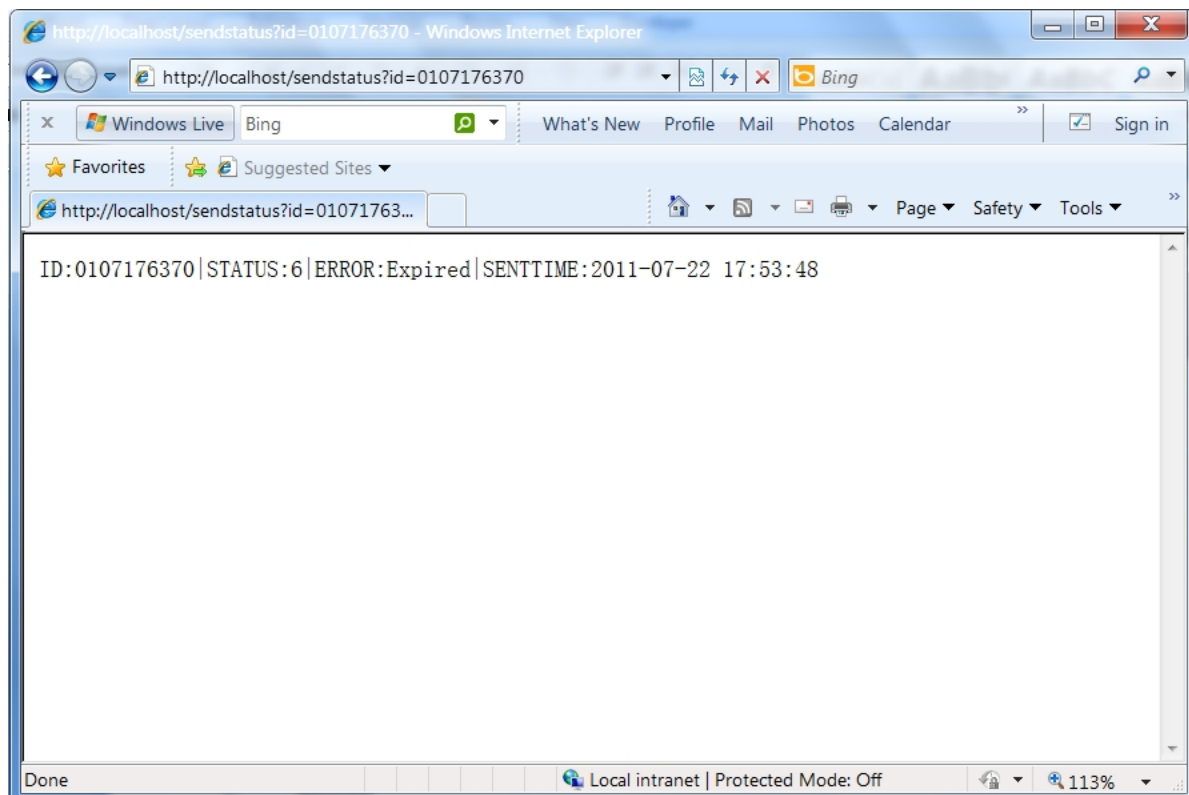 http://localhost/sendstatus?id=0107176370 - Windows Internet Explorer
http://localhost/sendstatus?id=0107176370
Bing
x Windows Live Bing What's New Profile Mail Photos Calendar » Sign in
Favorites Suggested Sites
http://localhost/sendstatus?id=01071763... Page Safety Tools »
ID:0107176370|STATUS:6|ERROR:Expired|SENTTIME:2011-07-22 17:53:48
Done Local intranet | Protected Mode: Off 113%